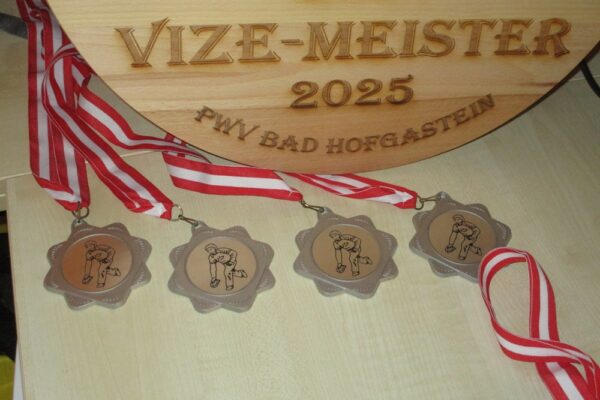 VIZE-MEISTER
2025
PWV BAD HOFGASTEIN